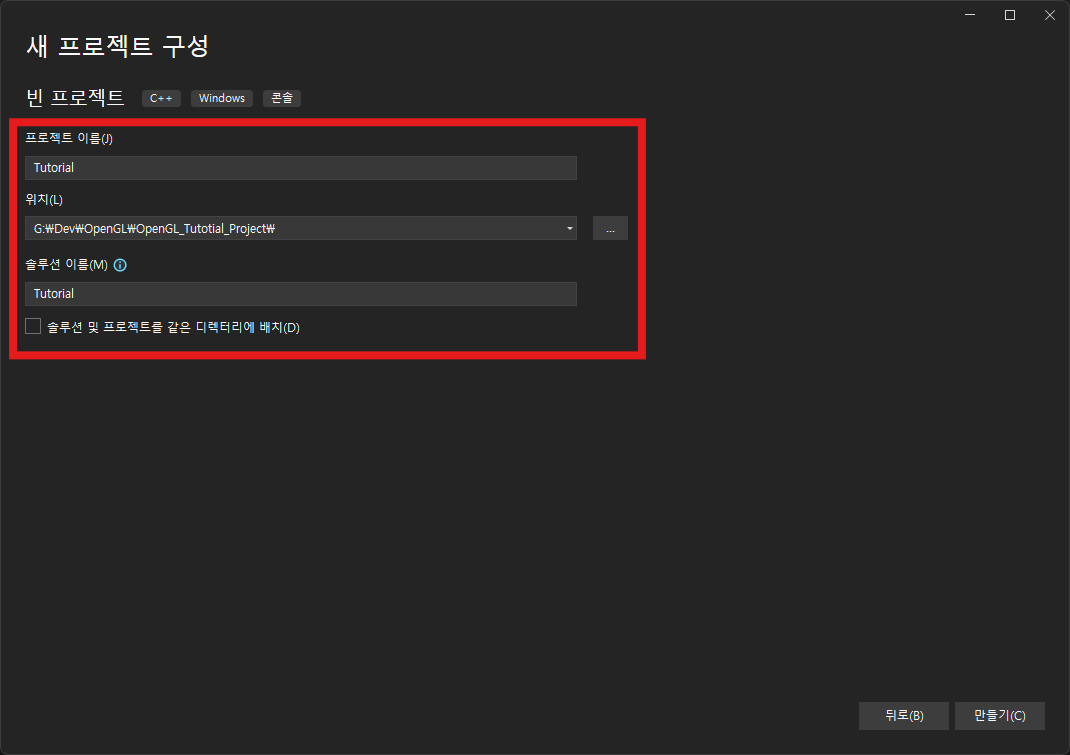 새 프로젝트 구성
빈 프로젝트 C++ Windows 콘솔
프로젝트 이름(J)
Tutorial
위치(L)
G:₩Dev₩OpenGL₩OpenGL_Tutotial_Project₩
...
솔루션 이름(M)
Tutorial
솔루션 및 프로젝트를 같은 디렉터리에 배치(D)
뒤로(B) 만들기(C)